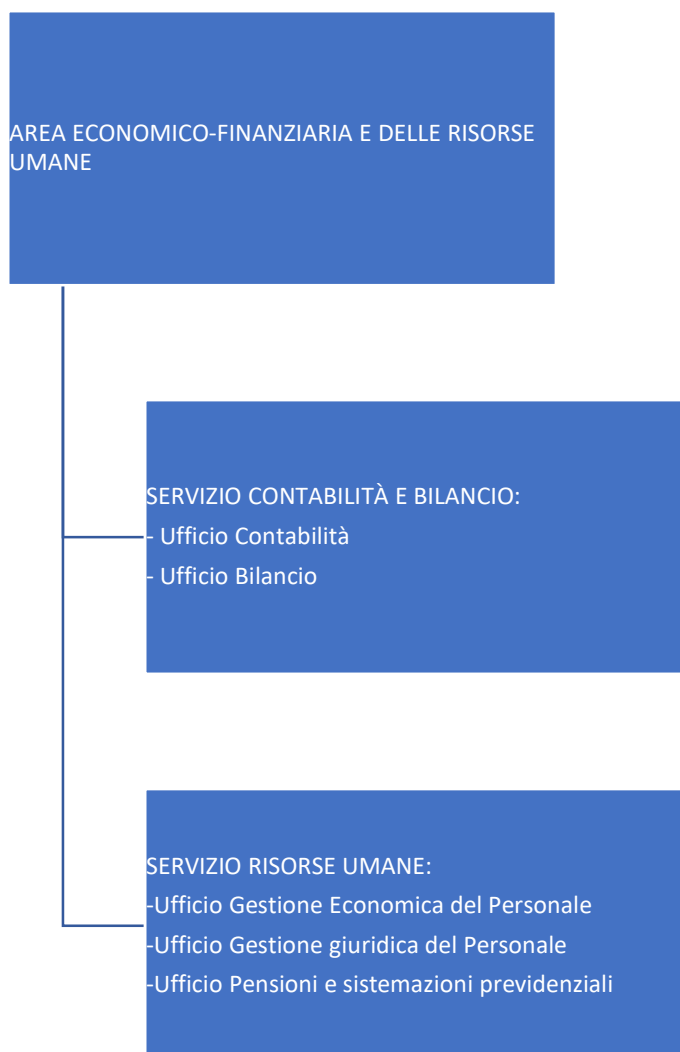 AREA ECONOMICO-FINANZIARIA E DELLE RISORSE
UMANE
SERVIZIO CONTABILITÀ E BILANCIO:
- Ufficio Contabilità
- Ufficio Bilancio
SERVIZIO RISORSE UMANE:
-Ufficio Gestione Economica del Personale
-Ufficio Gestione giuridica del Personale
-Ufficio Pensioni e sistemazioni previdenziali